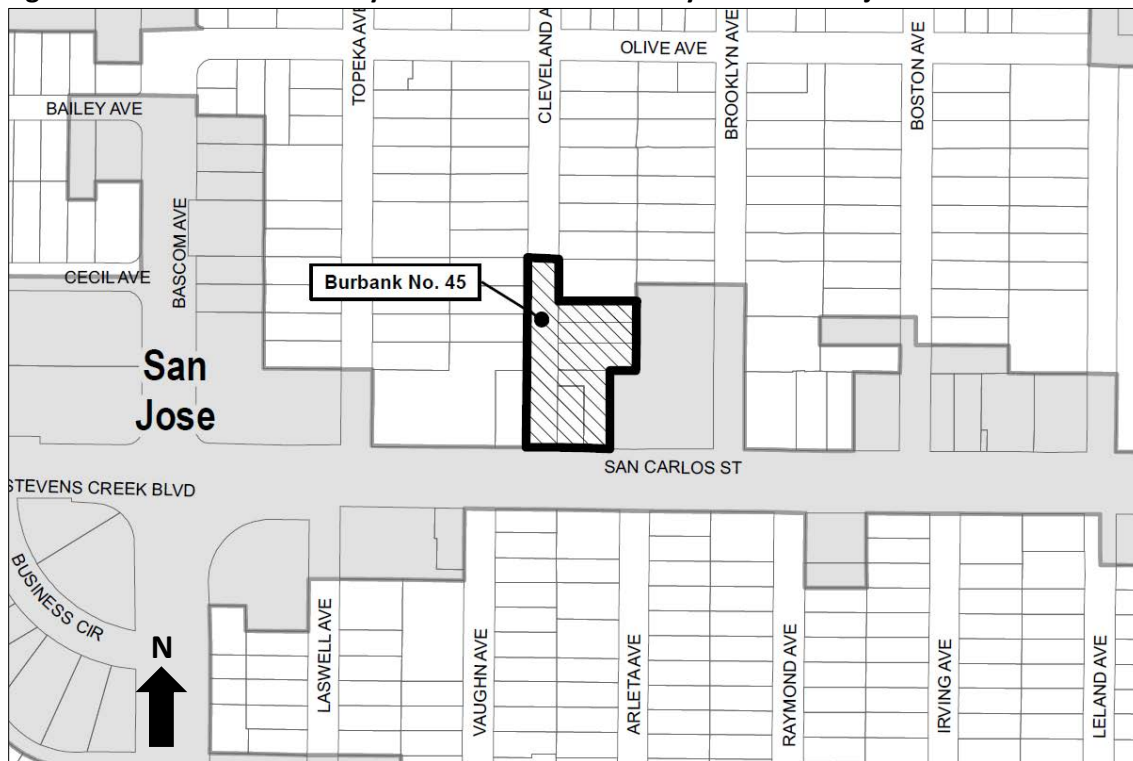 TOPEKA AVE
CLEVELAND A
OLIVE AVE
BROOKLYN AVE
BOSTON AVE
BAILEY AVE
BASCOM AVE
CECIL AVE
Burbank No. 45
San
Jose
SAN CARLOS ST
STEVENS CREEK BLVD
BUSINESS CIR
N
LASWELL AVE
VAUGHN AVE
ARLETA AVE
RAYMOND AVE
IRVING AVE
LELAND AVE